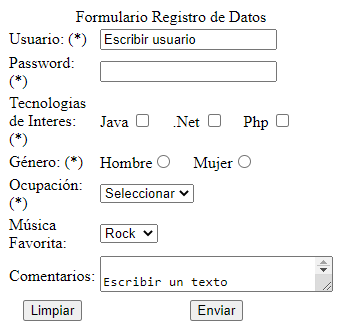 Formulario Registro de Datos
Usuario: (*) Escribir usuario
Password:
(*)
Tecnologias
de Interes: Java .Net Php
(*)
Género: (*) Hombre Mujer
Ocupación:
(*) Seleccionar
Música
Favorita: Rock
Comentarios: Escribir un texto
Limpiar Enviar